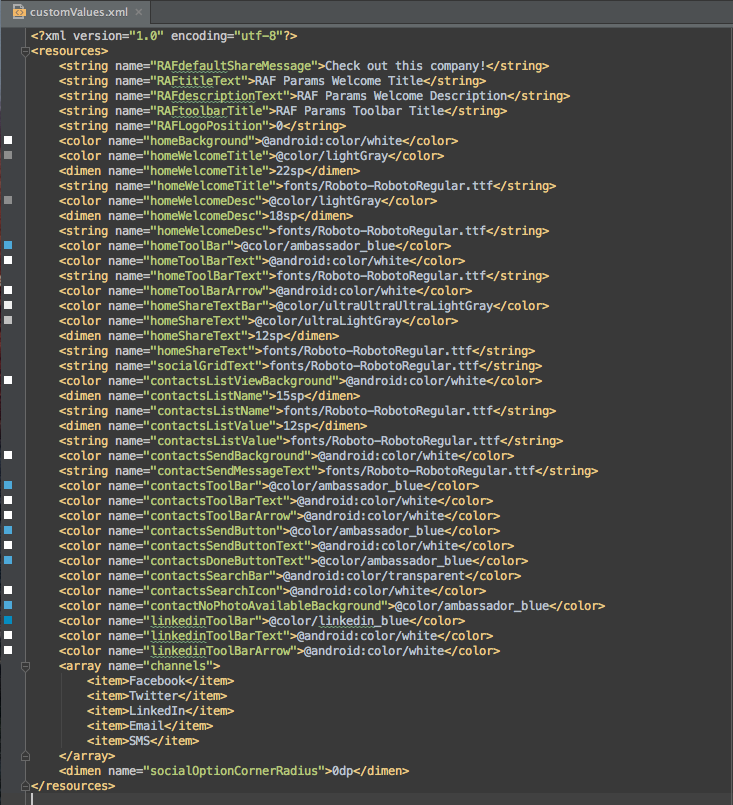 customValues.xml
<?xml version="1.0" encoding="utf-8"?>
<resources>
<string name="RAFdefaultShareMessage">Check out this company!</string>
<string name="RAFtitleText">RAF Params Welcome Title</string>
<string name="RAFdescriptionText">RAF Params Welcome Description</string>
<string name="RAFtoolbarTitle">RAF Params Toolbar Title</string>
<string name="RAFLogoPosition">0</string>
<color name="homeBackground">@android:color/white</color>
<color name="homeWelcomeTitle">@color/lightGray</color>
<dimen name="homeWelcomeTitle">22sp</dimen>
<string name="homeWelcomeTitle">fonts/Roboto-RobotoRegular.ttf</string>
<color name="homeWelcomeDesc">@color/lightGray</color>
<dimen name="homeWelcomeDesc">18sp</dimen>
<string name="homeWelcomeDesc">fonts/Roboto-RobotoRegular.ttf</string>
<color name="homeToolBar">@color/ambassador_blue</color>
<color name="homeToolBarText">@android:color/white</color>
<string name="homeToolBarText">fonts/Roboto-RobotoRegular.ttf</string>
<color name="homeToolBarArrow">@android:color/white</color>
<color name="homeShareTextBar">@color/ultraUltraUltraLightGray</color>
<color name="homeShareText">@color/ultraLightGray</color>
<dimen name="homeShareText">12sp</dimen>
<string name="homeShareText">fonts/Roboto-RobotoRegular.ttf</string>
<string name="socialGridText">fonts/Roboto-RobotoRegular.ttf</string>
<color name="contactsListViewBackground">@android:color/white</color>
<dimen name="contactsListName">15sp</dimen>
<string name="contactsListName">fonts/Roboto-RobotoRegular.ttf</string>
<dimen name="contactsListValue">12sp</dimen>
<string name="contactsListValue">fonts/Roboto-RobotoRegular.ttf</string>
<color name="contactsSendBackground">@android:color/white</color>
<string name="contactSendMessageText">fonts/Roboto-RobotoRegular.ttf</string>
<color name="contactsToolBar">@color/ambassador_blue</color>
<color name="contactsToolBarText">@android:color/white</color>
<color name="contactsToolBarArrow">@android:color/white</color>
<color name="contactsSendButton">@color/ambassador_blue</color>
<color name="contactsSendButtonText">@android:color/white</color>
<color name="contactsDoneButtonText">@color/ambassador_blue</color>
<color name="contactsSearchBar">@android:color/transparent</color>
<color name="contactsSearchIcon">@android:color/white</color>
<color name="contactNoPhotoAvailableBackground">@color/ambassador_blue</color>
<color name="linkedinToolBar">@color/linkedin_blue</color>
<color name="linkedinToolBarText">@android:color/white</color>
<color name="linkedinToolBarArrow">@android:color/white</color>
<array name="channels">
<item>Facebook</item>
<item>Twitter</item>
<item>LinkedIn</item>
<item>Email</item>
<item>SMS</item>
</array>
<dimen name="socialOptionCornerRadius">0dp</dimen>
</resources>